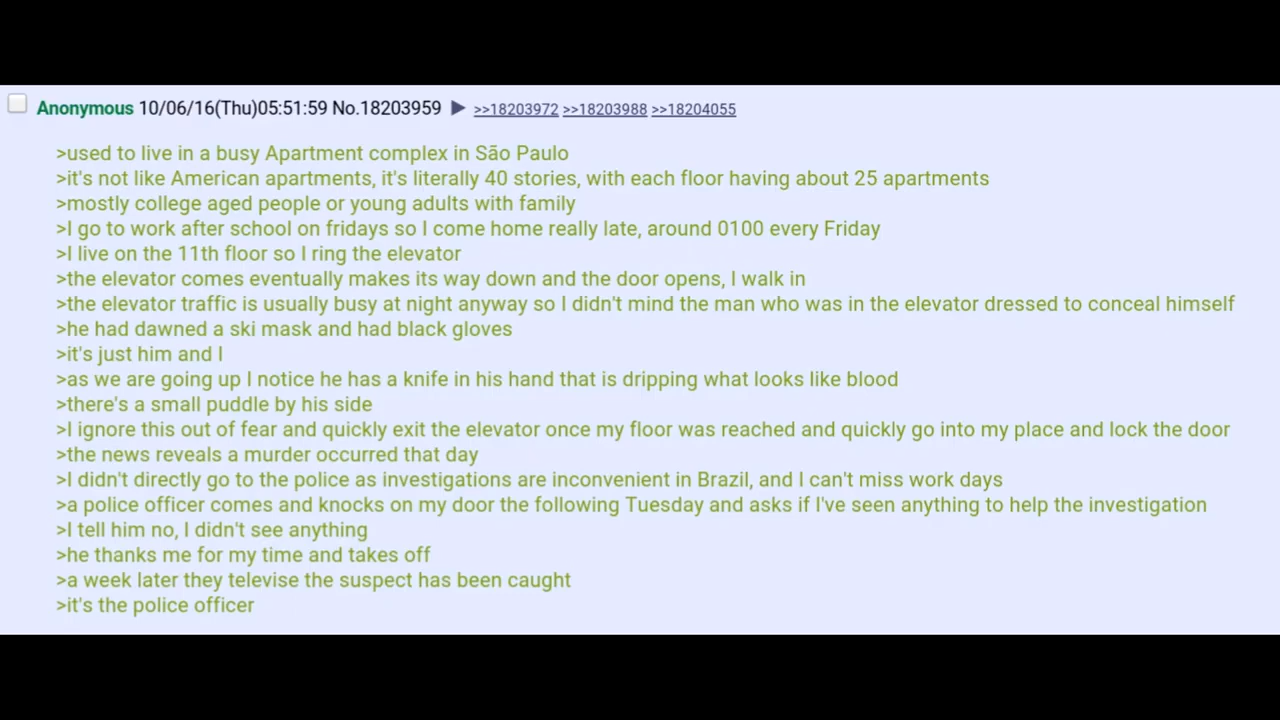 Anonymous 10/06/16(Thu)05:51:59 No.18203959 ▶ >>18203972 >>18203988 >>18204055
>used to live in a busy Apartment complex in São Paulo
>it's not like American apartments, it's literally 40 stories, with each floor having about 25 apartments
>mostly college aged people or young adults with family
>I go to work after school on fridays so I come home really late, around 0100 every Friday
>I live on the 11th floor so I ring the elevator
>the elevator comes eventually makes its way down and the door opens, I walk in
>the elevator traffic is usually busy at night anyway so I didn't mind the man who was in the elevator dressed to conceal himself
>he had dawned a ski mask and had black gloves
>it's just him and I
>as we are going up I notice he has a knife in his hand that is dripping what looks like blood
>there's a small puddle by his side
>I ignore this out of fear and quickly exit the elevator once my floor was reached and quickly go into my place and lock the door
>the news reveals a murder occurred that day
>I didn't directly go to the police as investigations are inconvenient in Brazil, and I can't miss work days
>a police officer comes and knocks on my door the following Tuesday and asks if I've seen anything to help the investigation
>I tell him no, I didn't see anything
>he thanks me for my time and takes off
>a week later they televise the suspect has been caught
>it's the police officer